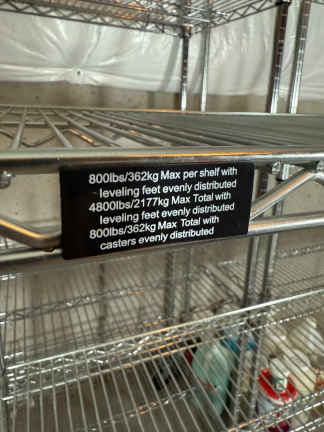 800lbs/362kg Max per shelf with
leveling feet evenly distributed
4800lbs/2177kg Max Total with
leveling feet evenly distributed
800lbs/362kg Max Total with
casters evenly distributed